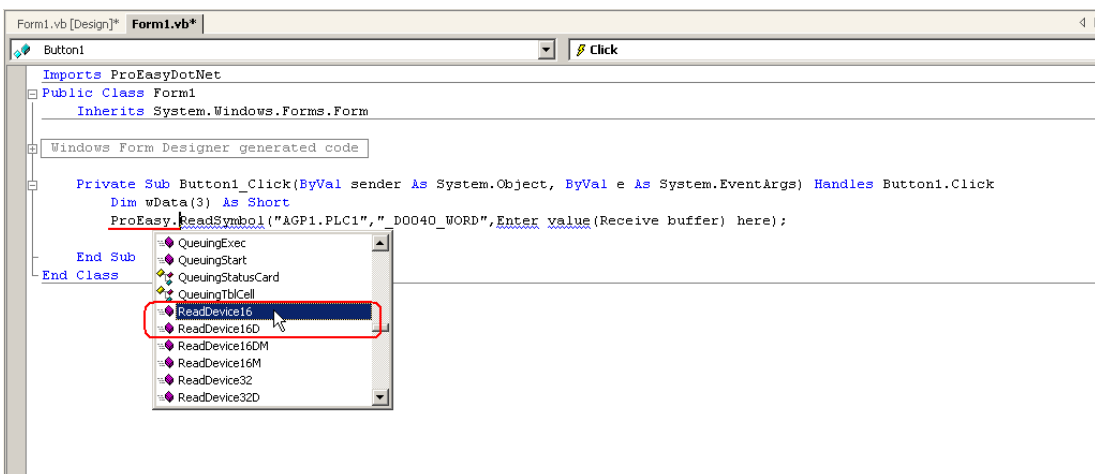 Form1.vb [Design]* Form1.vb*
Button1 Click
Imports ProEasyDotNet
Public Class Form1
Inherits System.Windows.Forms.Form
Windows Form Designer generated code
Private Sub Button1_Click(ByVal sender As System.Object, ByVal e As System.EventArgs) Handles Button1.Click
Dim wData(3) As Short
ProEasy.ReadSymbol("AGP1.PLC1","_D0040_WORD",Enter value(Receive buffer) here);
QueuingExec
End Sub
QueuingStart
End Class
QueuingStatusCard
QueuingTblCell
ReadDevice16
ReadDevice16D
ReadDevice16DM
ReadDevice16M
ReadDevice32
ReadDevice32D